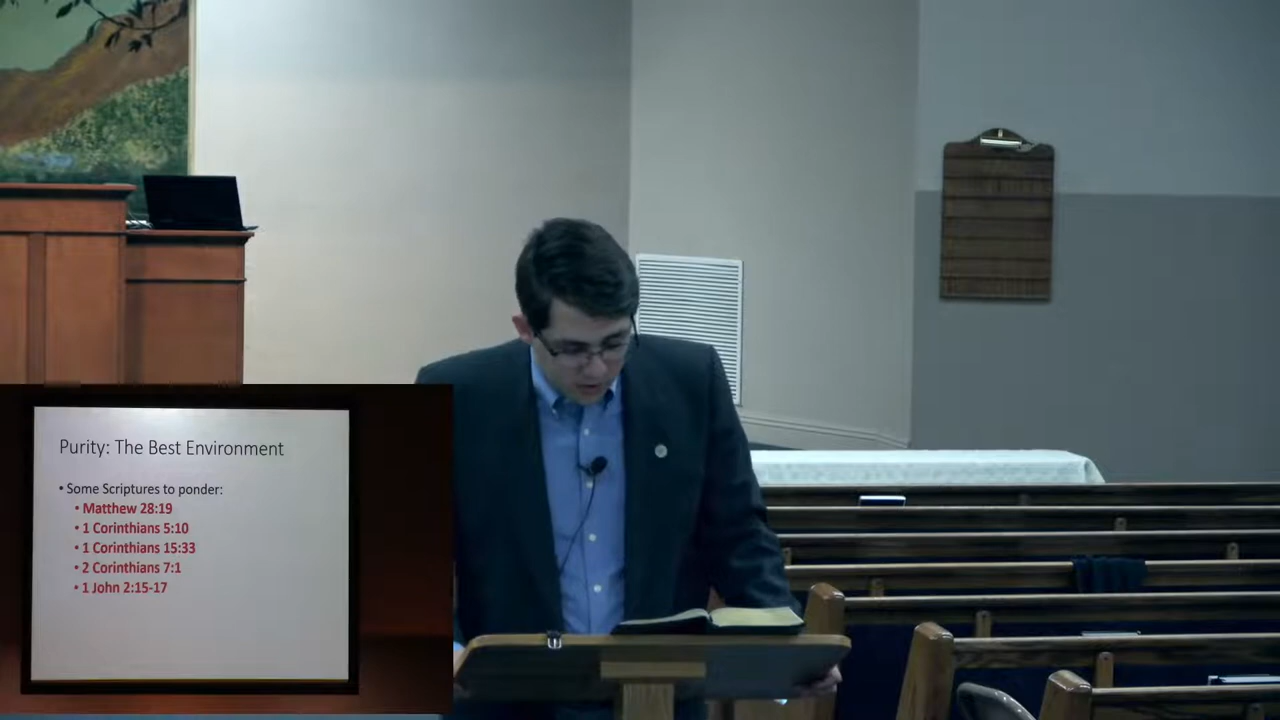 Purity: The Best Environment
• Some Scriptures to ponder:
• Matthew 28:19
• 1 Corinthians 5:10
• 1 Corinthians 15:33
• 2 Corinthians 7:1
• 1 John 2:15-17